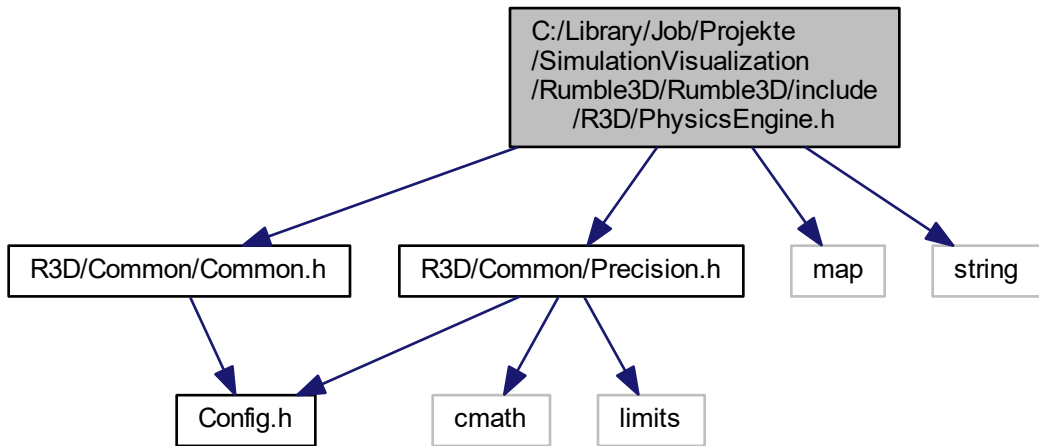 C:/Library/Job/Projekte
/SimulationVisualization
/Rumble3D/Rumble3D/include
/R3D/PhysicsEngine.h
R3D/Common/Common.h
R3D/Common/Precision.h
map
string
Config.h
cmath
limits